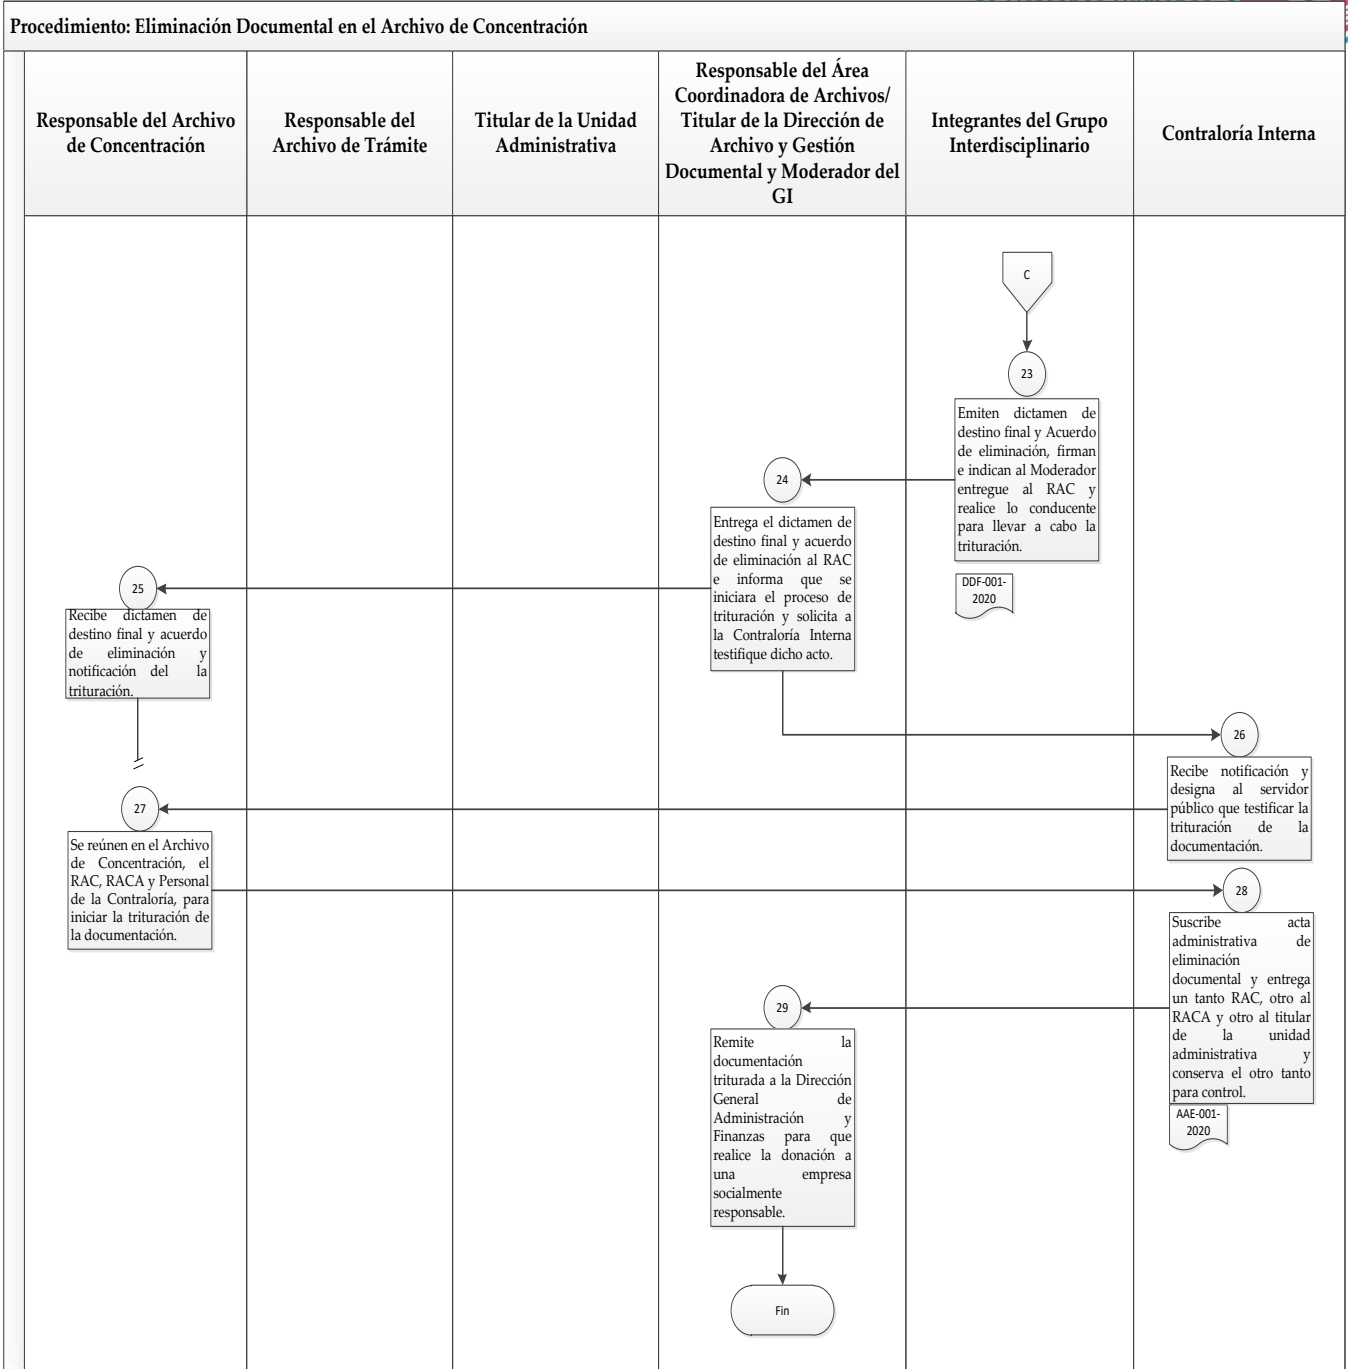 Procedimiento: Eliminación Documental en el Archivo de Concentración
Responsable del Archivo
de Concentración
Responsable del
Archivo de Trámite
Titular de la Unidad
Administrativa
Responsable del Área
Coordinadora de Archivos/
Titular de la Dirección de
Archivo y Gestión
Documental y Moderador del
GI
Integrantes del Grupo
Interdisciplinario
Contraloría Interna
C
23
Emiten dictamen de
destino final y Acuerdo
de eliminación, firman
e indican al Moderador
entregue al RAC y
realice lo conducente
para llevar a cabo la
trituración.
DDF-001-
2020
24
Entrega el dictamen de
destino final y acuerdo
de eliminación al RAC
e informa que se
iniciara el proceso de
trituración y solicita a
la Contraloría Interna
testifique dicho acto.
25
Recibe dictamen de
destino final y acuerdo
de eliminación y
notificación del la
trituración.
26
Recibe notificación y
designa al servidor
público que testificar la
trituración de la
documentación.
27
Se reúnen en el Archivo
de Concentración, el
RAC, RACA y Personal
de la Contraloría, para
iniciar la trituración de
la documentación.
28
Suscribe acta
administrativa de
eliminación
documental y entrega
un tanto RAC, otro al
RACA y otro al titular
de la unidad
administrativa y
conserva el otro tanto
para control.
AAE-001-
2020
29
Remite la
documentación
triturada a la Dirección
General de
Administración y
Finanzas para que
realice la donación a
una empresa
socialmente
responsable.
Fin